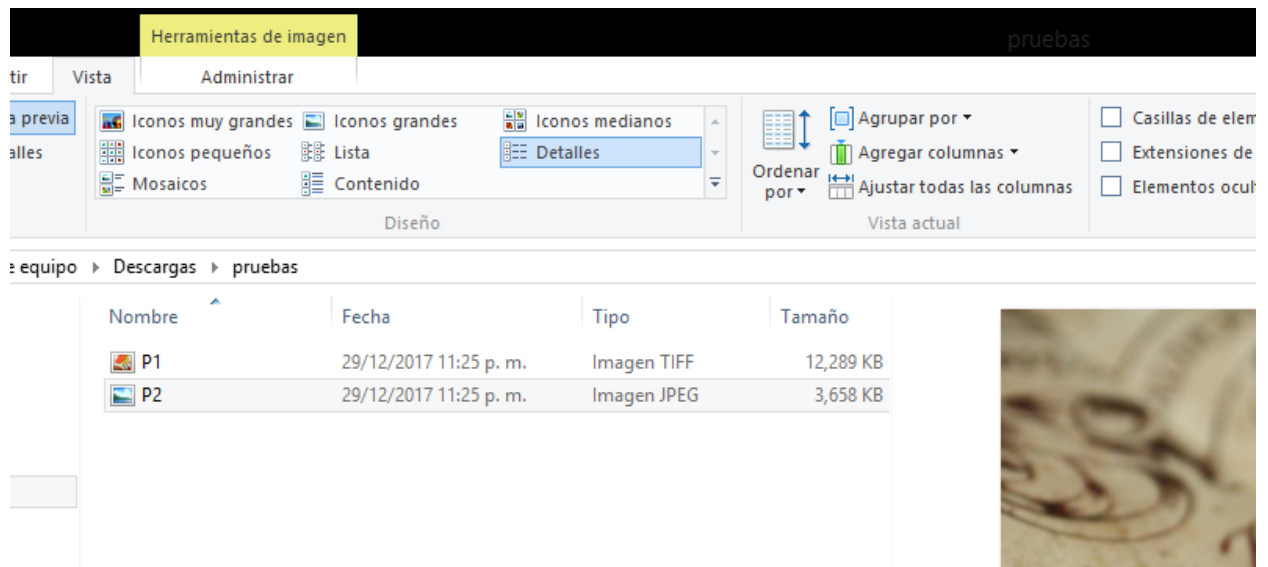 Herramientas de imagen
pruebas
tir Vista Administrar
a previa Iconos muy grandes Iconos grandes Iconos medianos Agrupar por Casillas de elem
alles Iconos pequeños Lista Detalles Agregar columnas Extensiones de
Mosaicos Contenido Ordenar por Ajustar todas las columnas Elementos ocul
Diseño Vista actual
e equipo Descargas pruebas
Nombre Fecha Tipo Tamaño
P1 29/12/2017 11:25 p. m. Imagen TIFF 12,289 KB
P2 29/12/2017 11:25 p. m. Imagen JPEG 3,658 KB